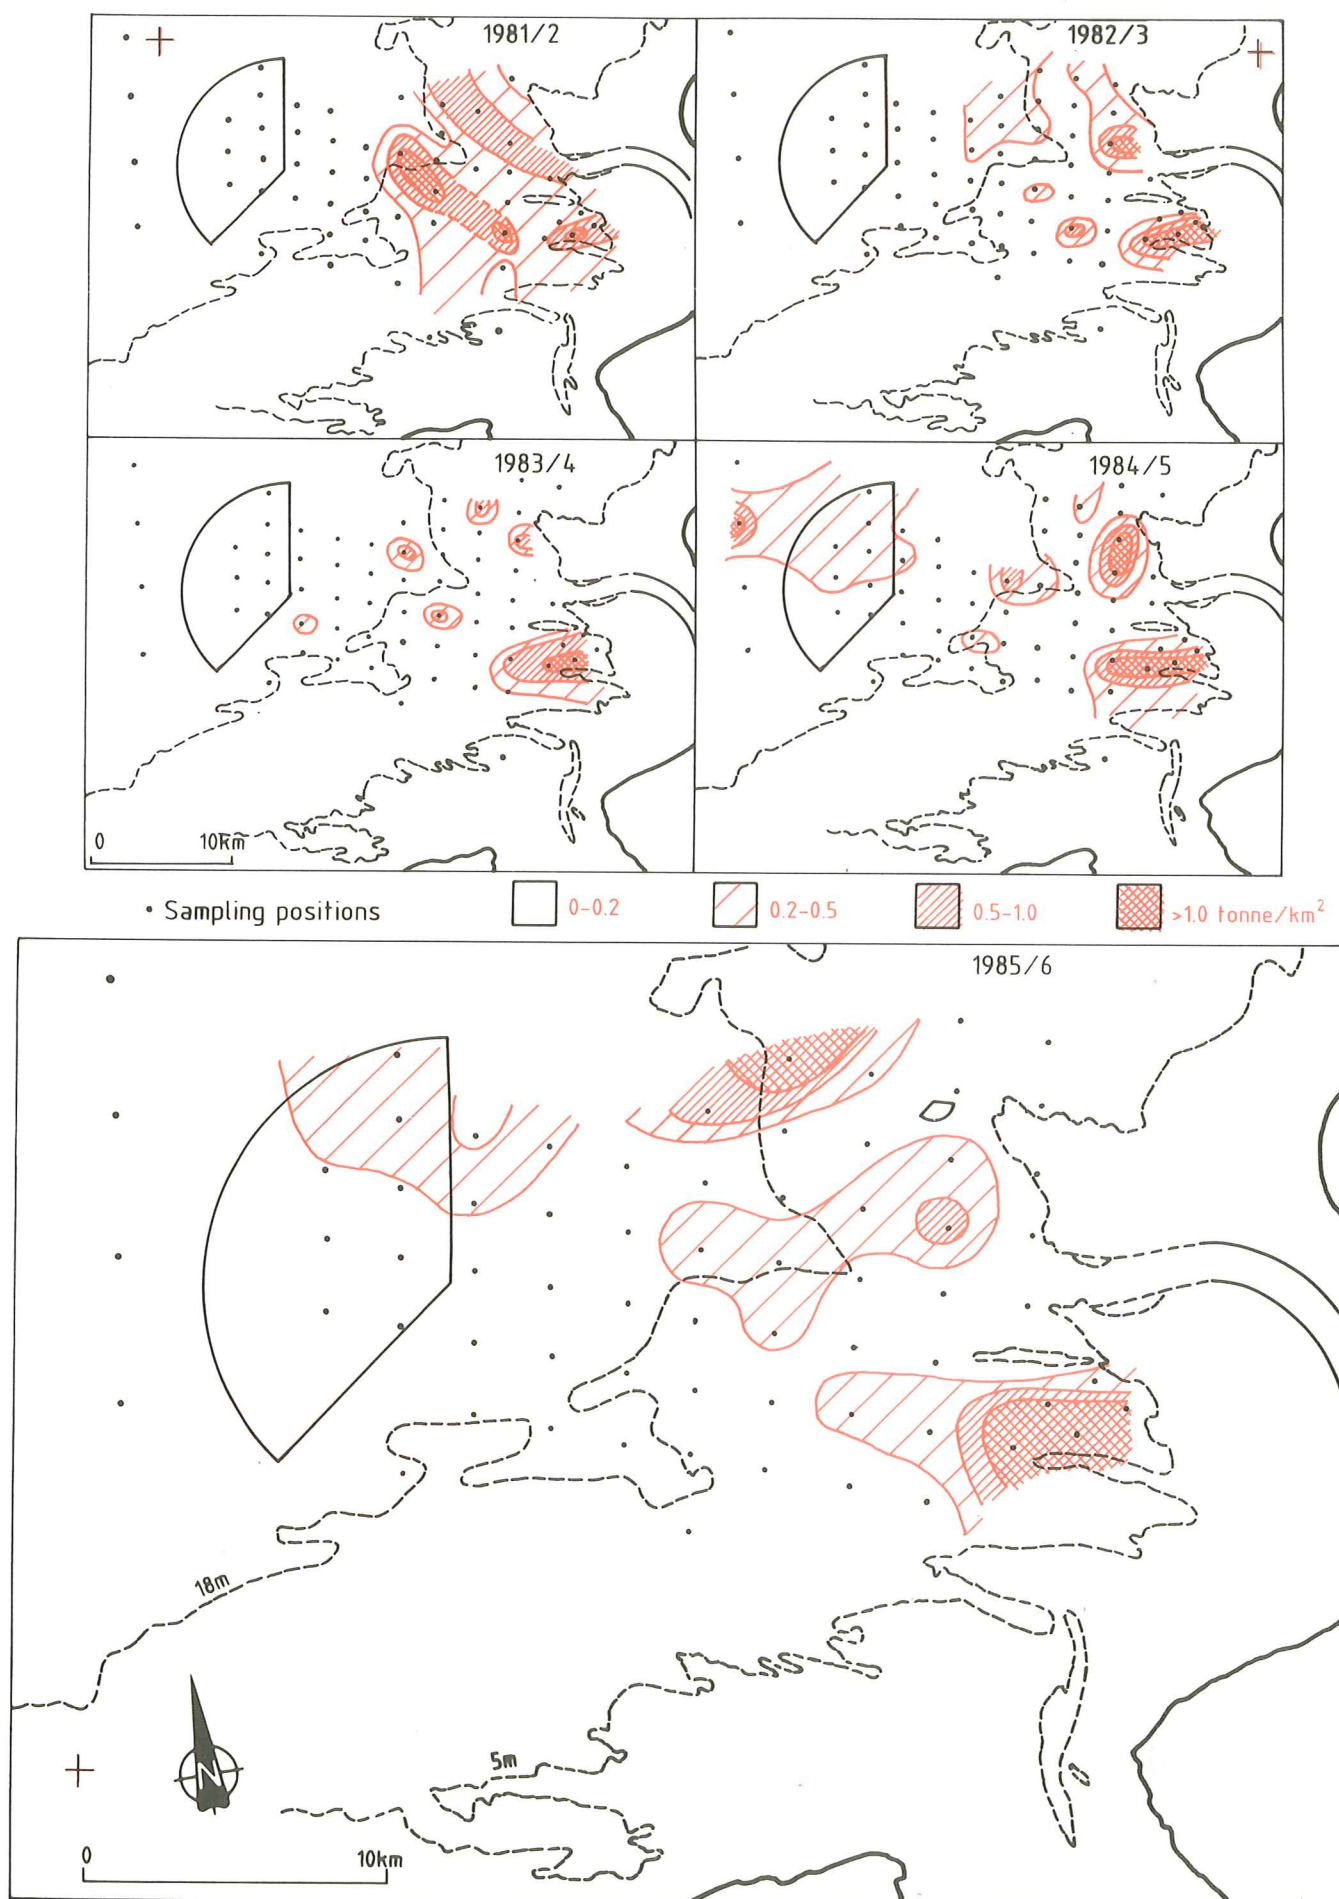 1981/2
1982/3
1983/4
1984/5
0 10km
• Sampling positions 0-0.2 0.2-0.5 0.5-1.0 >1.0 tonne/km²
1985/6
18m
N
5m
0 10km